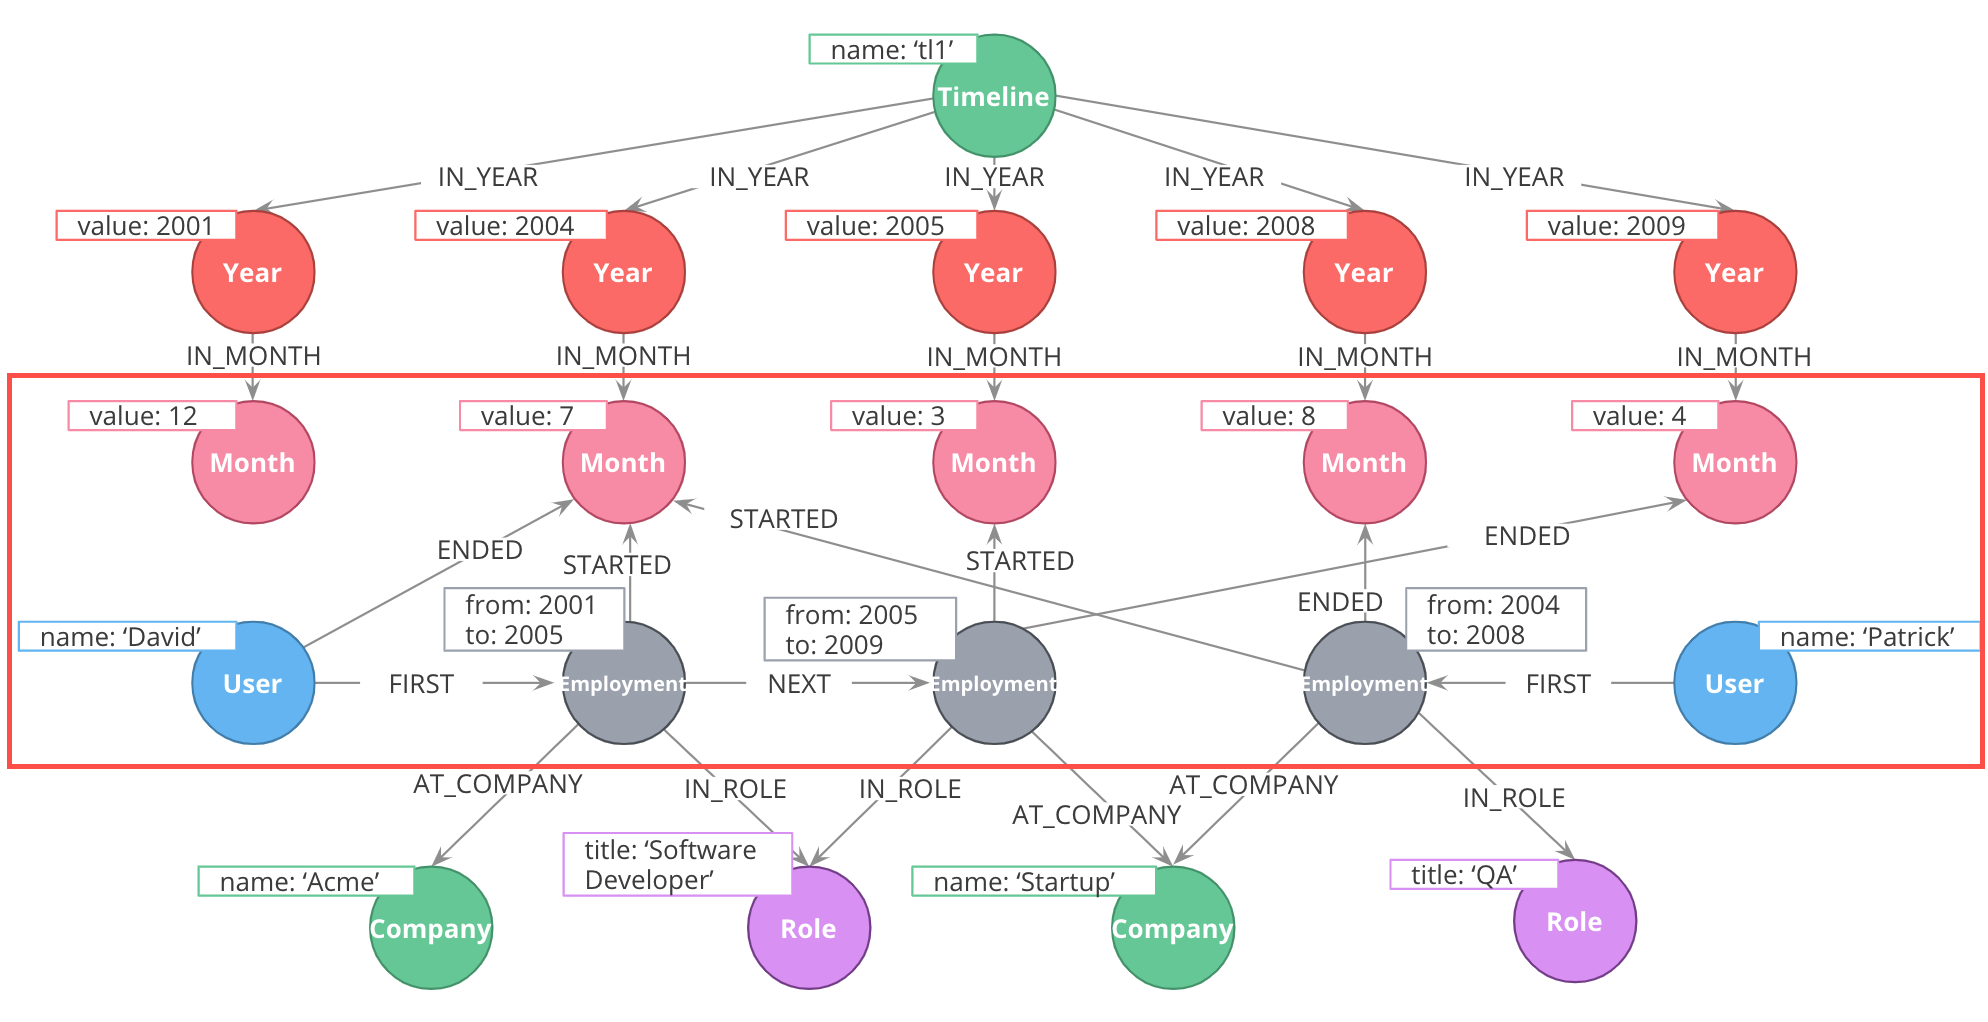 name: ‘tl1’
Timeline
IN_YEAR
IN_YEAR
IN_YEAR
IN_YEAR
IN_YEAR
value: 2001
value: 2004
value: 2005
value: 2008
value: 2009
Year
Year
Year
Year
Year
IN_MONTH
IN_MONTH
IN_MONTH
IN_MONTH
IN_MONTH
value: 12
value: 7
value: 3
value: 8
value: 4
Month
Month
Month
Month
Month
STARTED
ENDED
ENDED
STARTED
STARTED
ENDED
from: 2001
to: 2005
from: 2005
to: 2009
from: 2004
to: 2008
name: ‘David’
name: ‘Patrick’
User
FIRST
Employment
NEXT
Employment
Employment
FIRST
User
AT_COMPANY
IN_ROLE
IN_ROLE
AT_COMPANY
AT_COMPANY
IN_ROLE
name: ‘Acme’
title: ‘Software
Developer’
name: ‘Startup’
title: ‘QA’
Company
Role
Company
Role